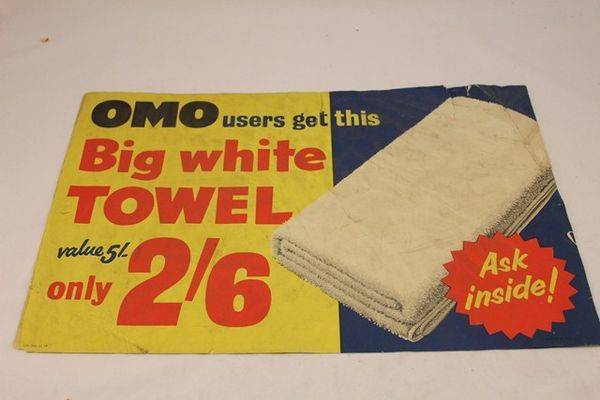 OMO users get this
Big white
TOWEL
value 5/-
only 2/6
Ask
inside!